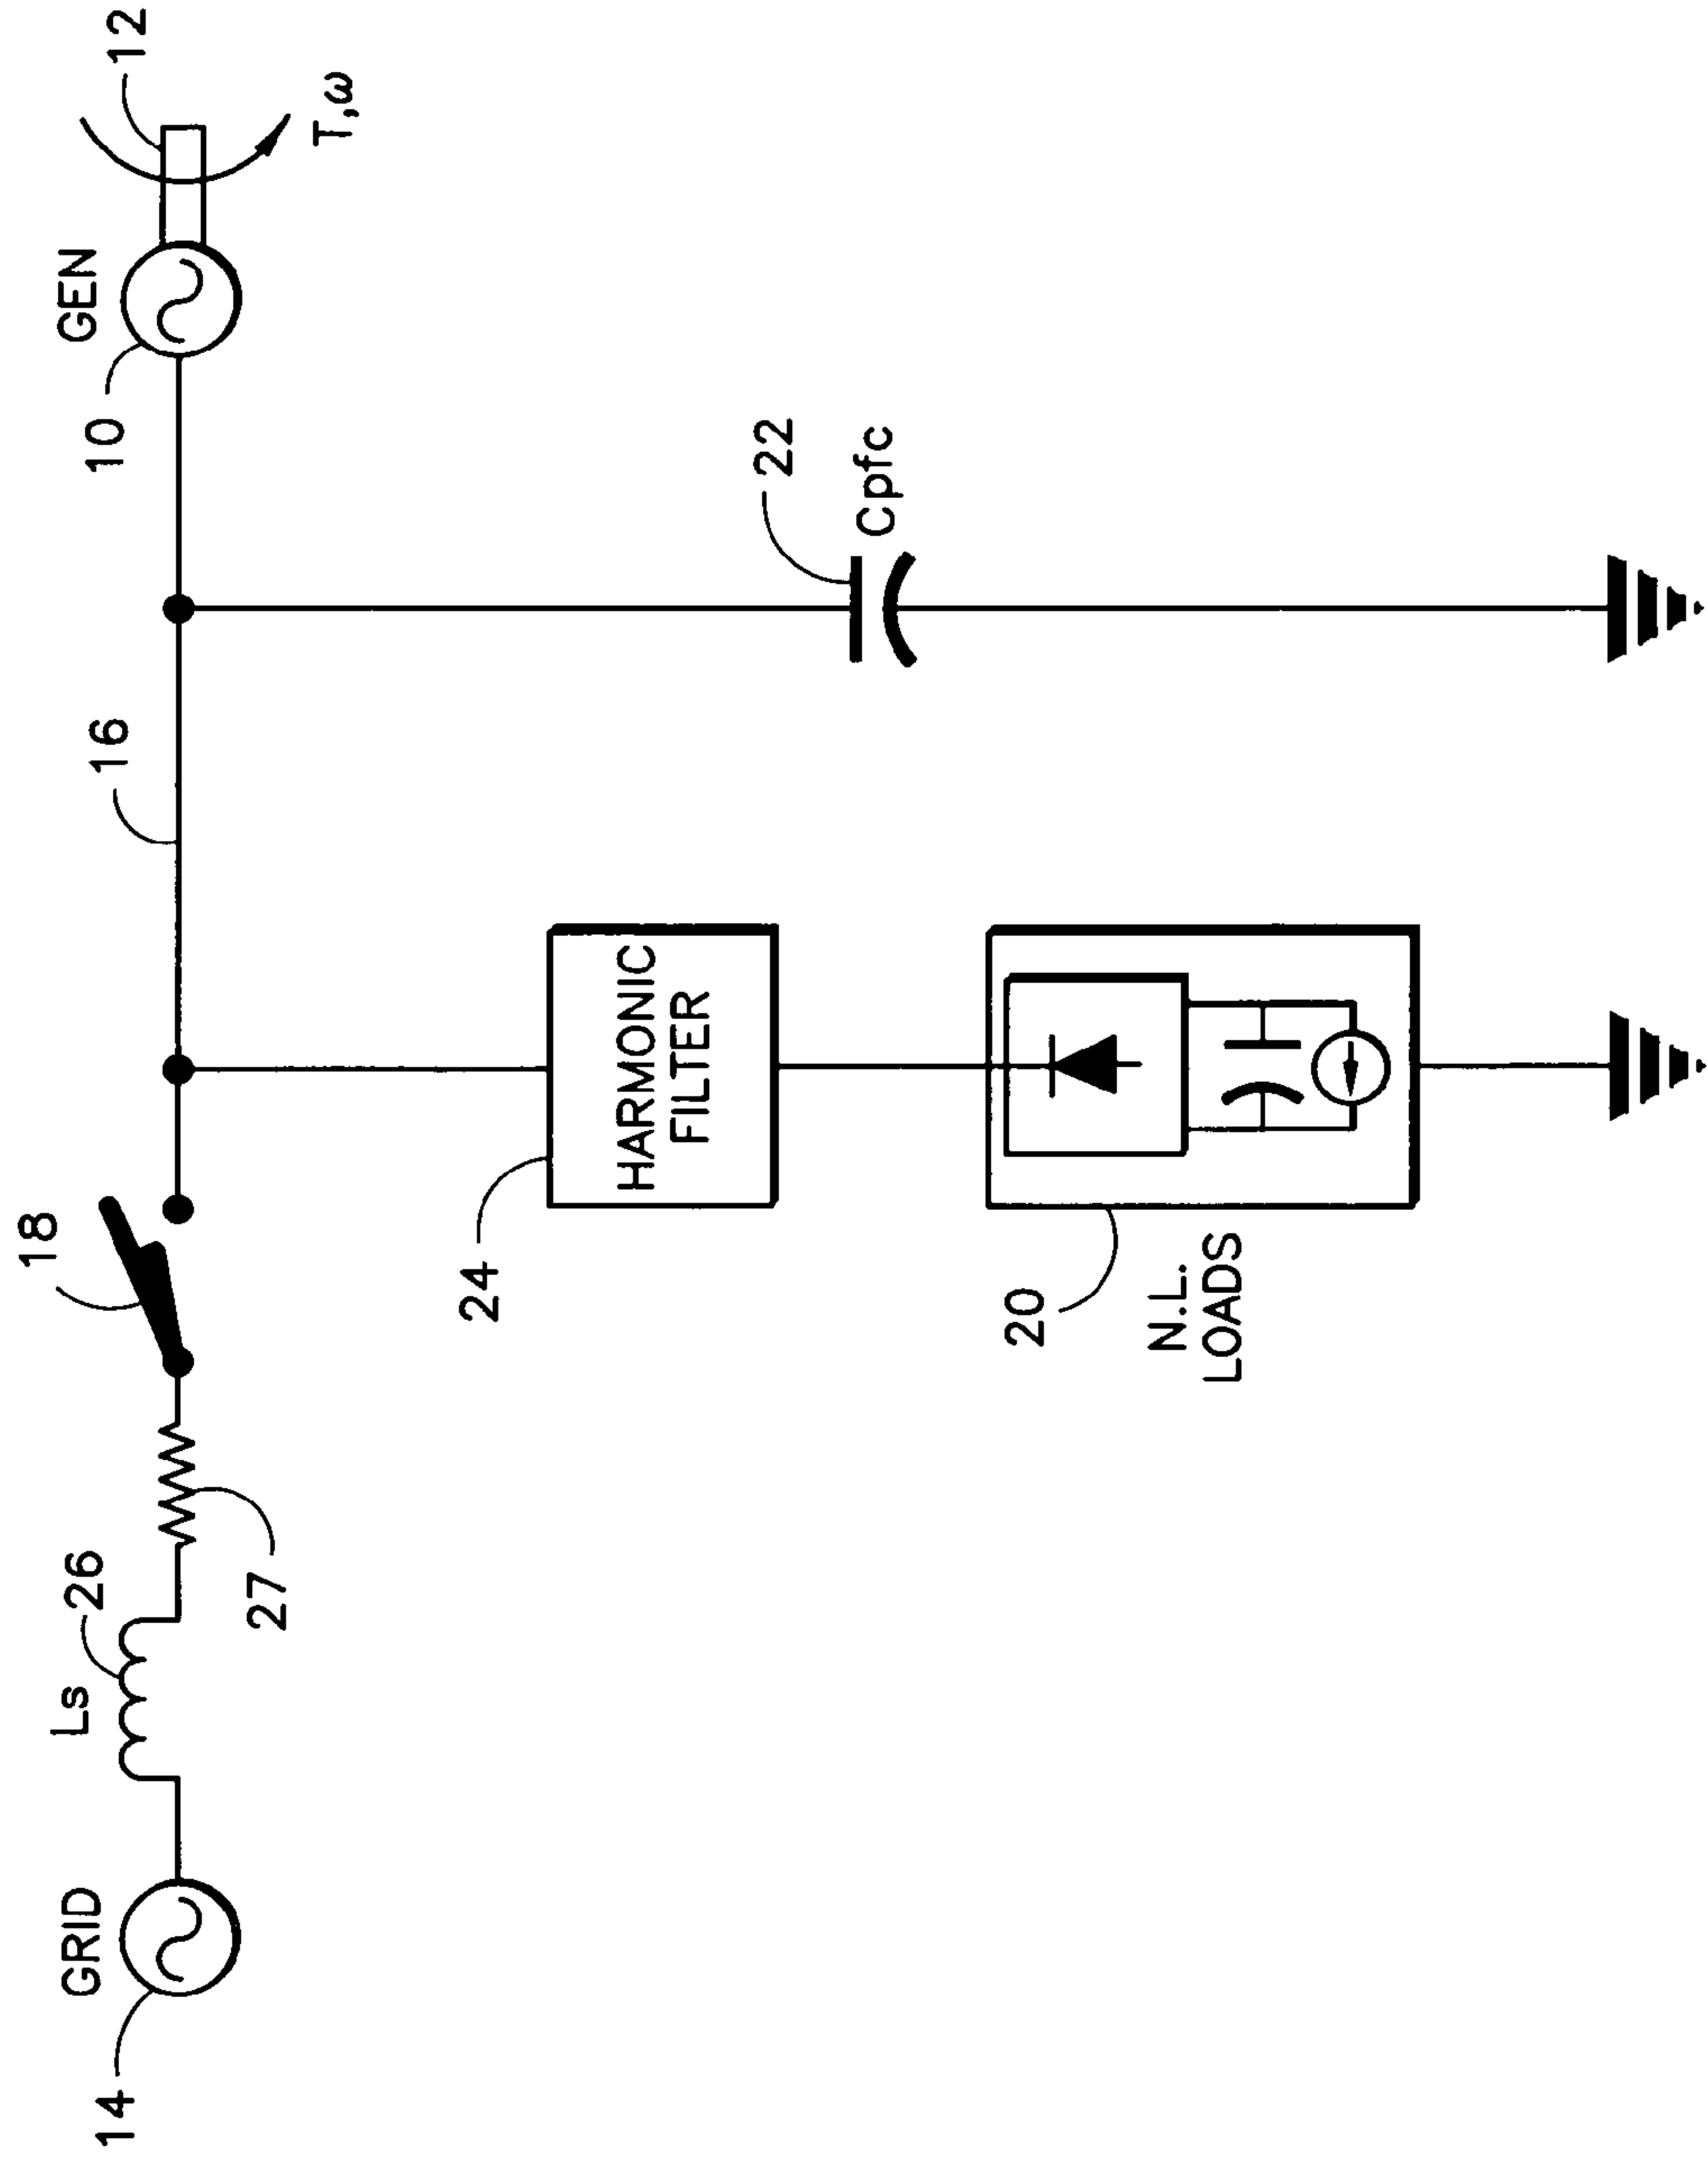 14
GRID
Ls
26
27
18
16
10
GEN
12
T,ω
24
HARMONIC
FILTER
22
Cpfc
20
N.L.
LOADS